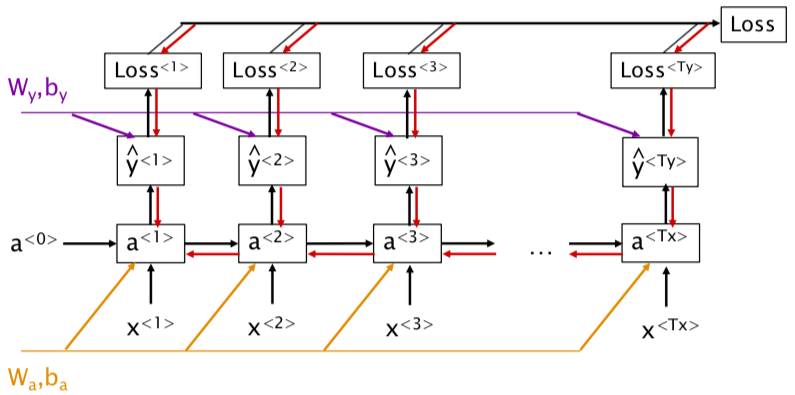 Loss
Loss<1> Loss<2> Loss<3> Loss<Ty>
Wy,by
ŷ<1> ŷ<2> ŷ<3> ŷ<Ty>
a<0> a<1> a<2> a<3> ... a<Tx>
x<1> x<2> x<3> x<Tx>
Wa,ba